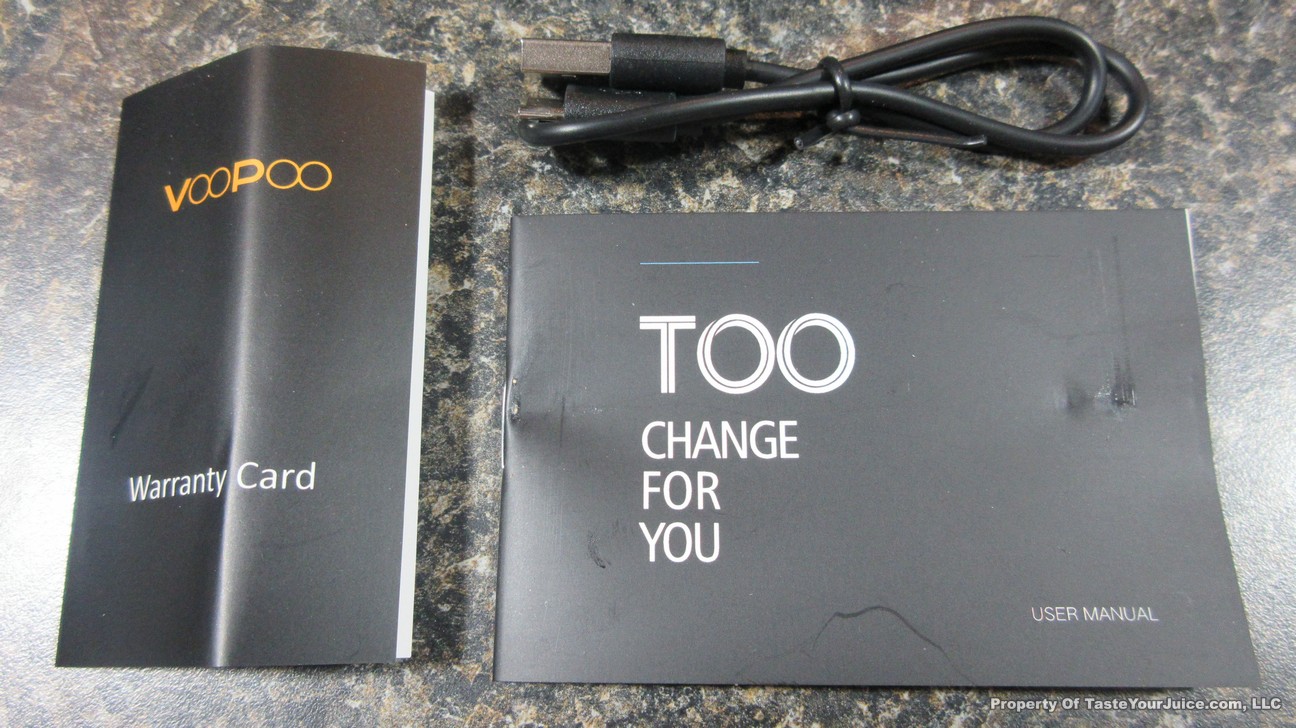 VOOPOO
Warranty Card
TOO
CHANGE
FOR
YOU
USER MANUAL
Property Of TasteYourJuice.com, LLC